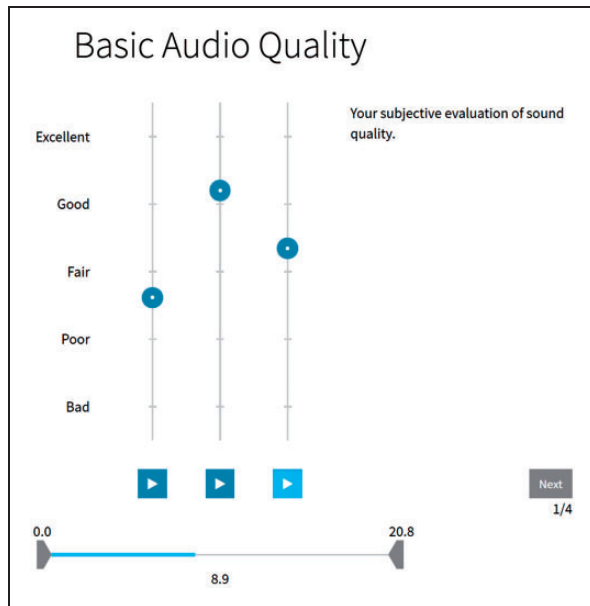 Basic Audio Quality
Your subjective evaluation of sound
quality.
Excellent
Good
Fair
Poor
Bad
Next
1/4
0.0
20.8
8.9